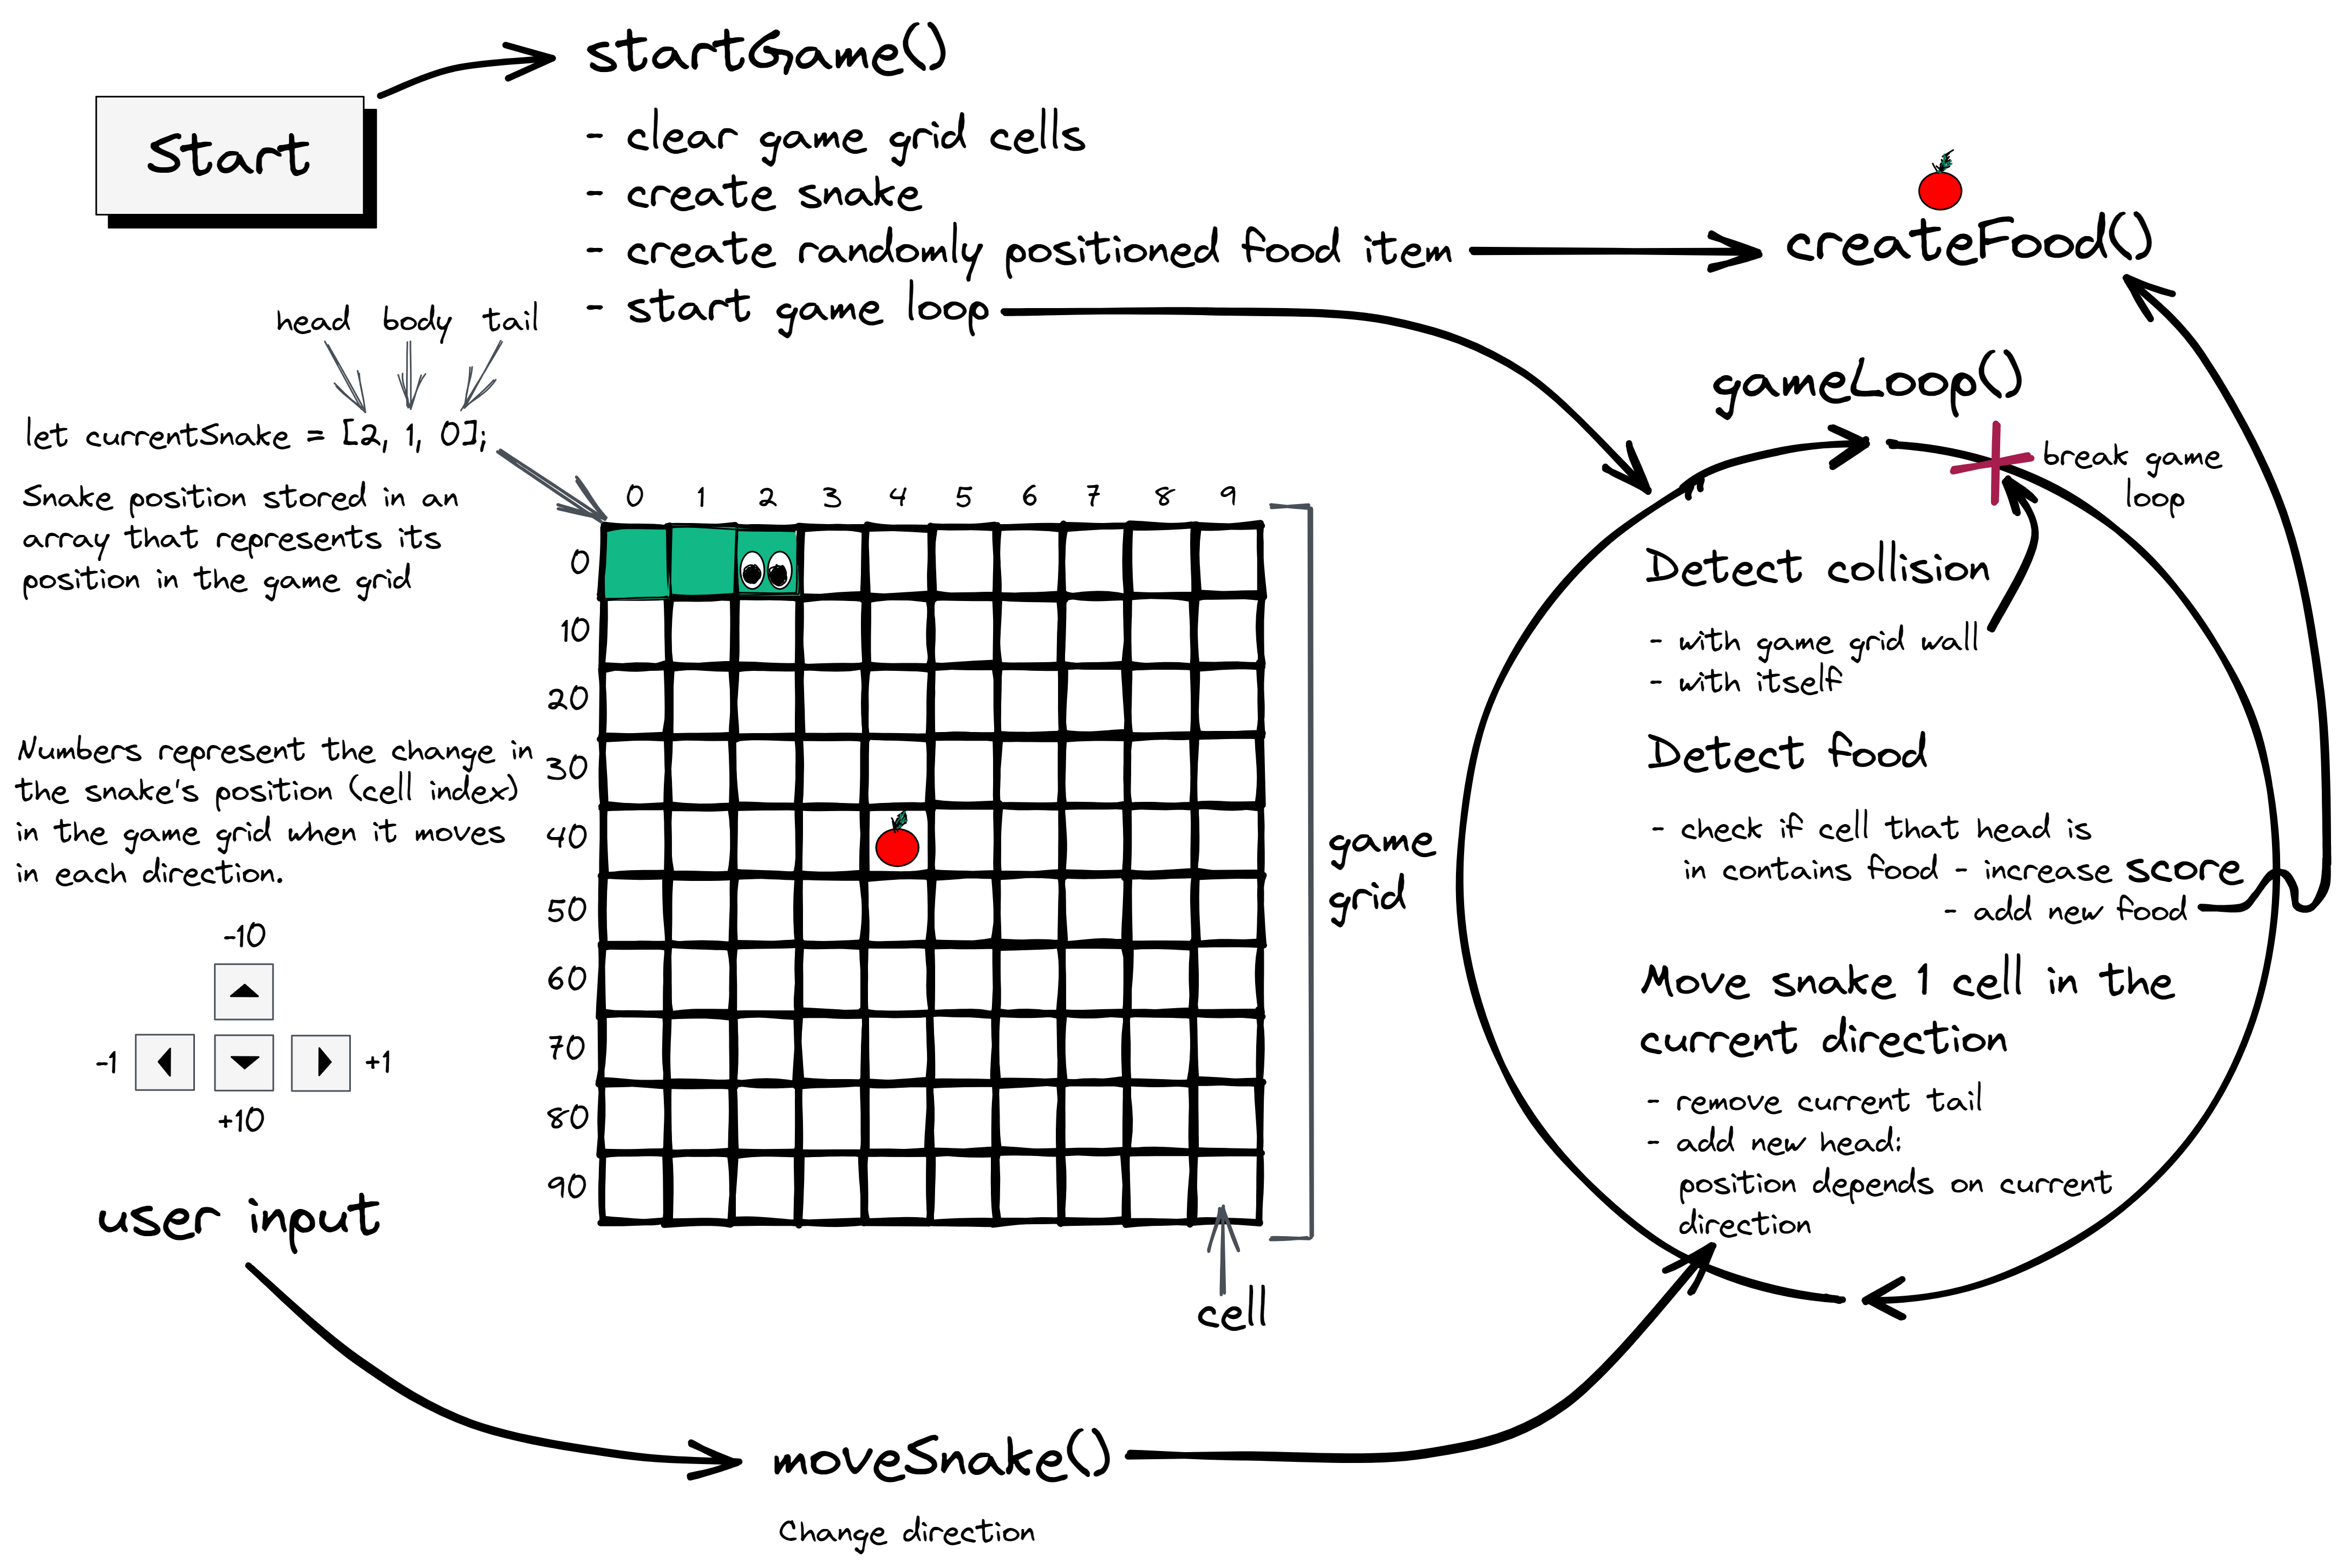 Start
startGame()
- clear game grid cells
- create snake
- create randomly positioned food item
- start game loop
createFood()
head body tail
let currentSnake = [2, 1, 0];
Snake position stored in an
array that represents its
position in the game grid
Numbers represent the change in
the snake's position (cell index)
in the game grid when it moves
in each direction.
-10
-1
+1
+10
user input
0 1 2 3 4 5 6 7 8 9
0
10
20
30
40
50
60
70
80
90
game
grid
cell
moveSnake()
Change direction
gameLoop()
break game
loop
Detect collision
- with game grid wall
- with itself
Detect food
- check if cell that head is
in contains food - increase score
- add new food
Move snake 1 cell in the
current direction
- remove current tail
- add new head:
position depends on current
direction